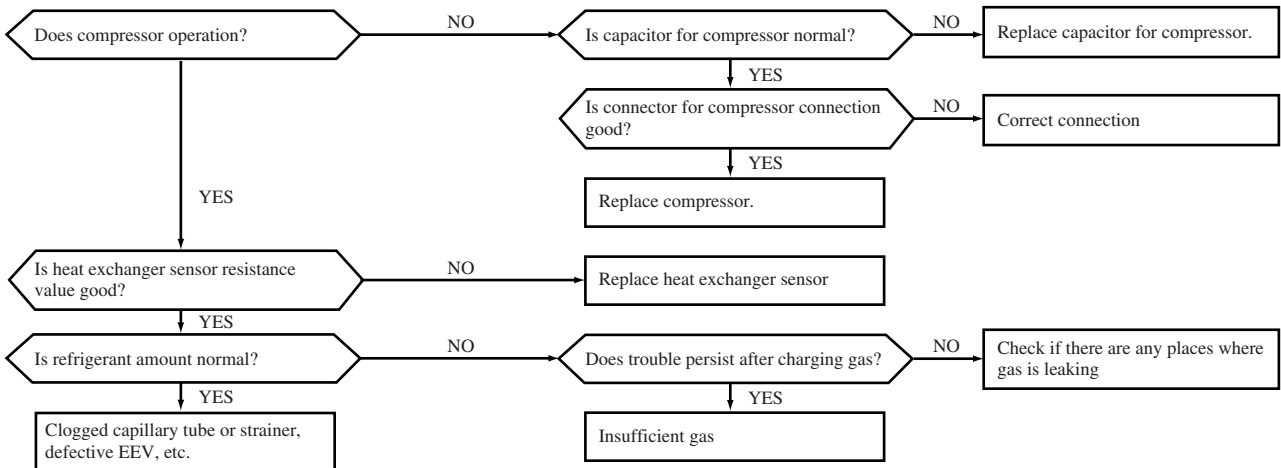 Does compressor operation?
NO
Is capacitor for compressor normal?
NO
Replace capacitor for compressor.
YES
Is connector for compressor connection
good?
NO
Correct connection
YES
YES
Replace compressor.
Is heat exchanger sensor resistance
value good?
NO
Replace heat exchanger sensor
YES
Is refrigerant amount normal?
NO
Does trouble persist after charging gas?
NO
Check if there are any places where
gas is leaking
YES
YES
Clogged capillary tube or strainer,
defective EEV, etc.
Insufficient gas